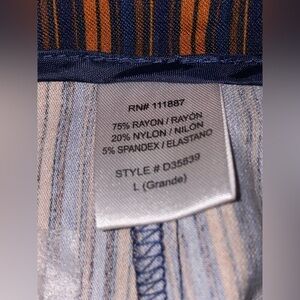 RN# 111887
75% RAYON / RAYÓN
20% NYLON / NILÓN
5% SPANDEX / ELASTANO
STYLE # D35839
L (Grande)